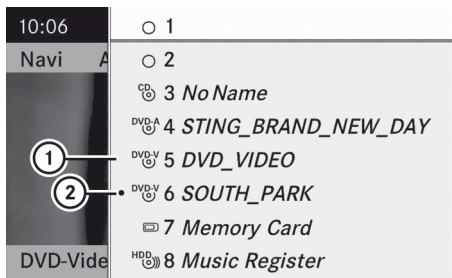 10:06
Navi A
DVD-Vide
1
2
CD 3 No Name
DVD-A 4 STING_BRAND_NEW_DAY
1 DVD-V 5 DVD_VIDEO
2 DVD-V 6 SOUTH_PARK
7 Memory Card
HDD 8 Music Register